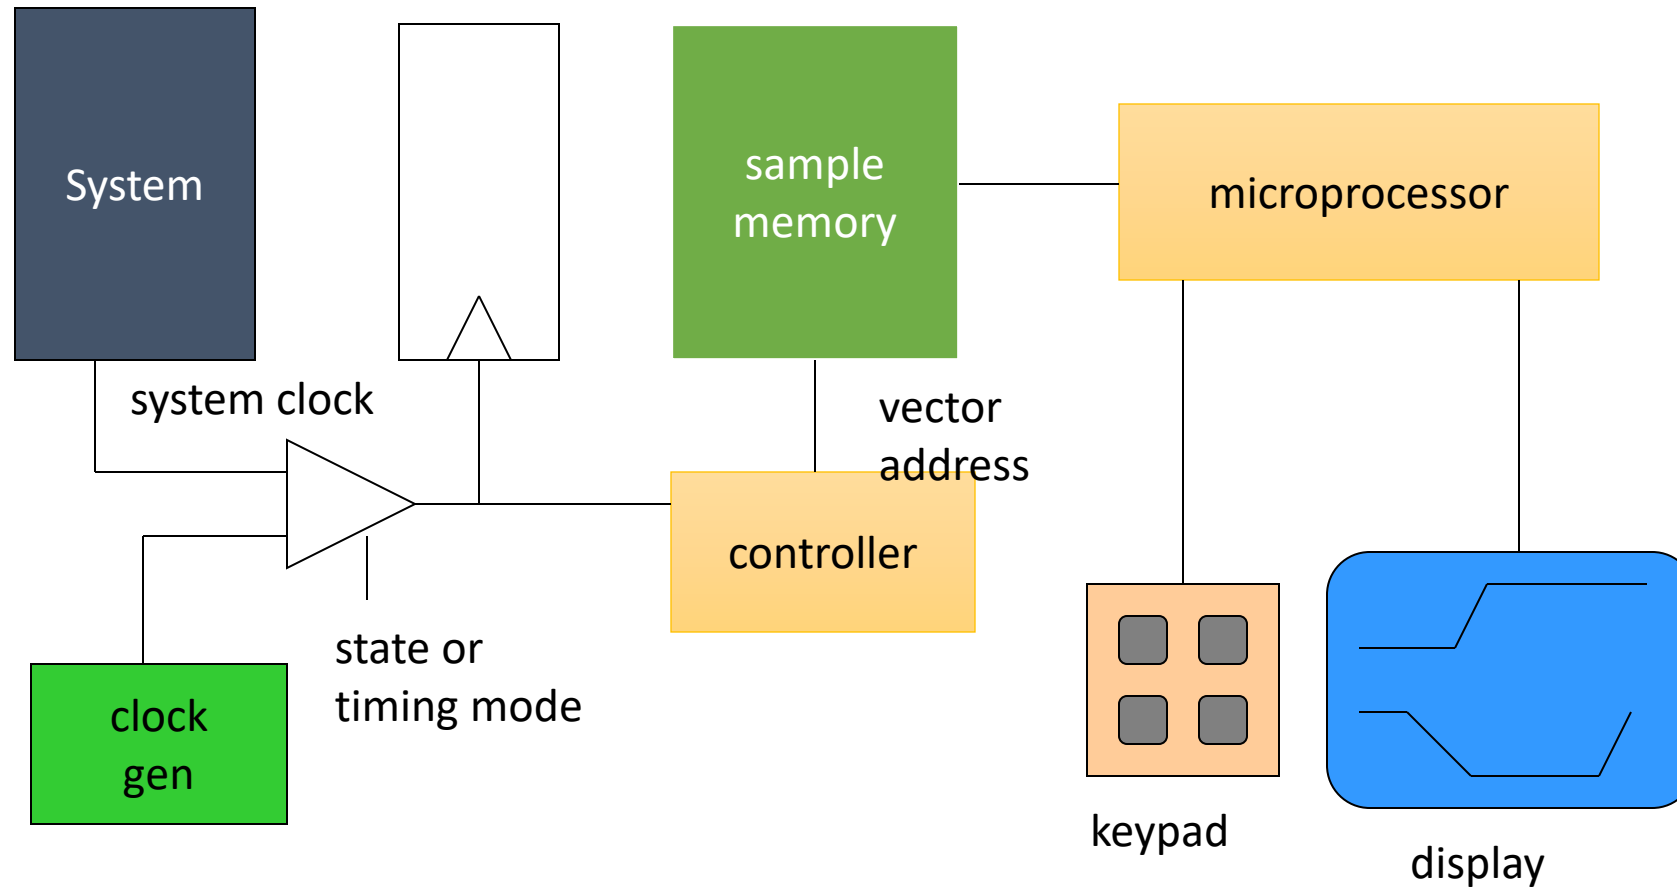 System
sample
memory
microprocessor
system clock
vector
address
controller
state or
timing mode
clock
gen
keypad
display